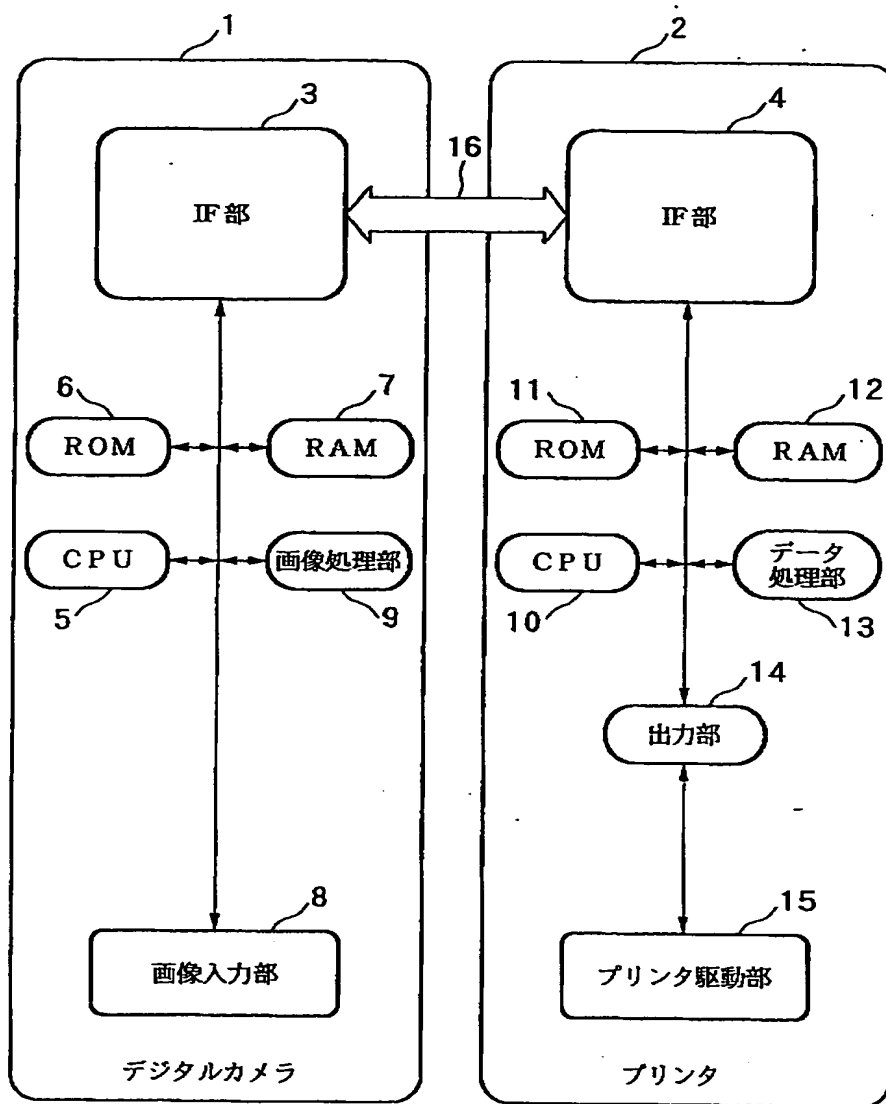 1
2
3
4
16
IF部
IF部
6
7
11
12
ROM
RAM
ROM
RAM
CPU
画像処理部
CPU
データ
処理部
5
9
10
13
14
出力部
8
15
画像入力部
プリンタ駆動部
デジタルカメラ
プリンタ